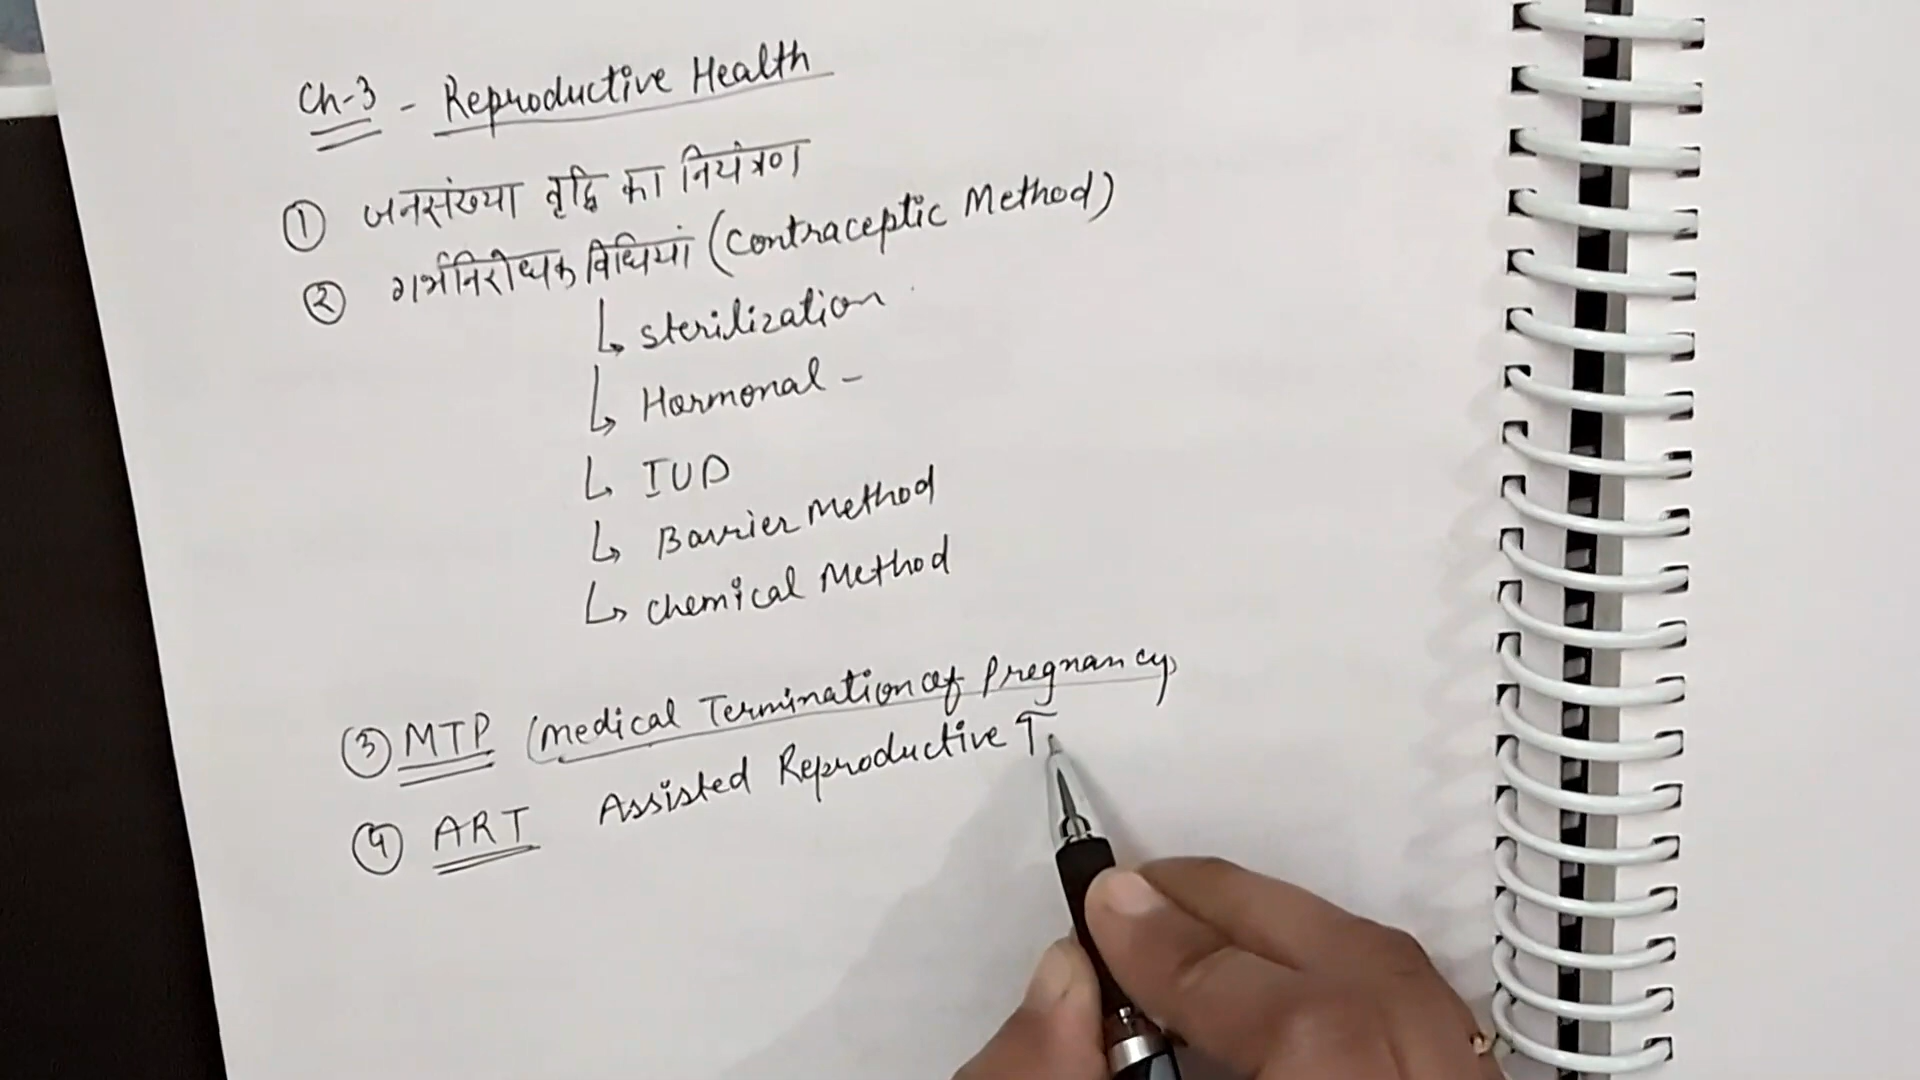 Ch-3 - Reproductive Health
① जनसंख्या वृद्धि का नियंत्रण
② गर्भनिरोधक विधियां (Contraceptic Method)
↳ sterilization
↳ Hormonal -
↳ IUD
↳ Barrier Method
↳ chemical Method
③ MTP (medical Termination of Pregnancy)
④ ART Assisted Reproductive T